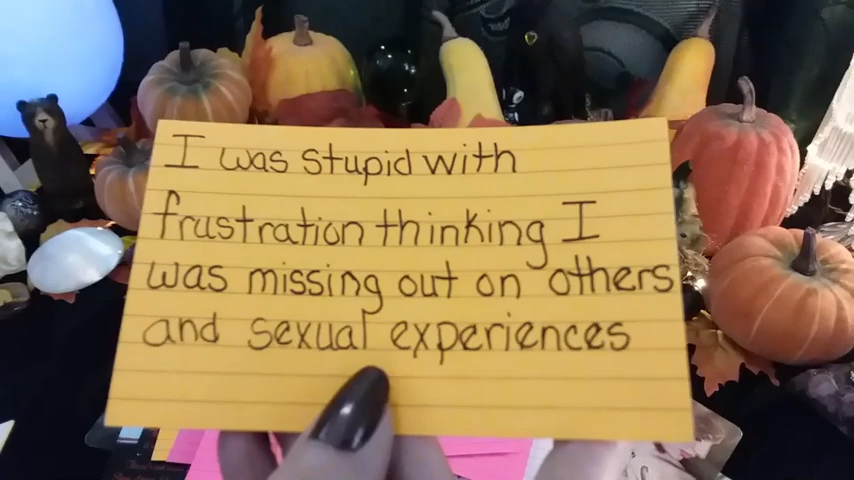 I was stupid with
frustration thinking I
was missing out on others
and sexual experiences